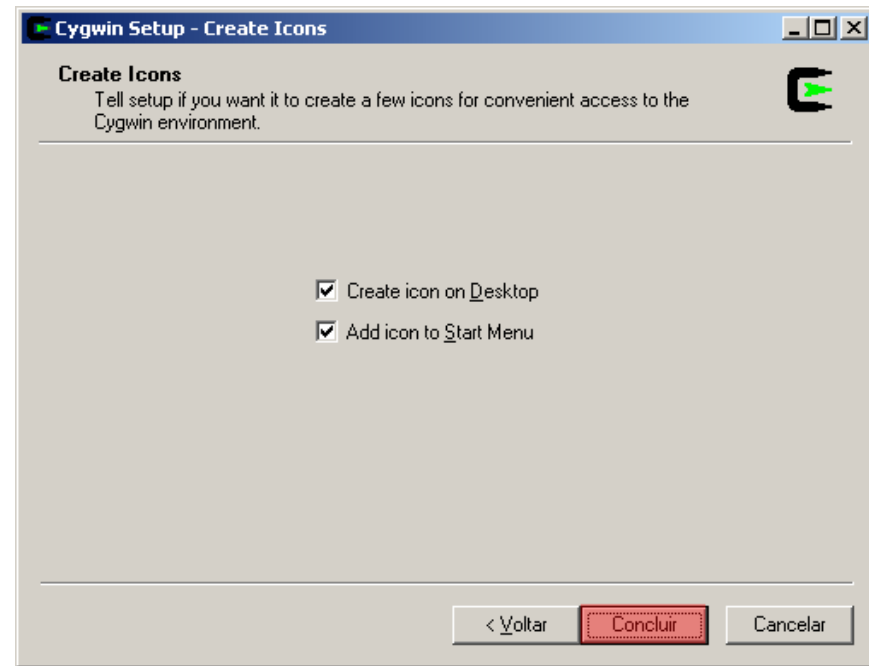 Cygwin Setup - Create Icons
Create Icons
Tell setup if you want it to create a few icons for convenient access to the
Cygwin environment.
Create icon on Desktop
Add icon to Start Menu
< Voltar
Concluir
Cancelar